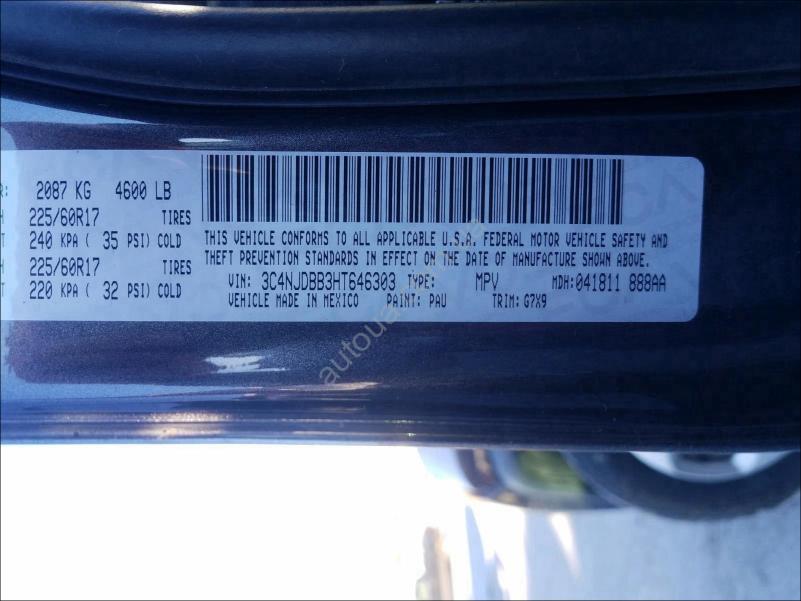 R: 2087 KG 4600 LB
225/60R17 TIRES
240 KPA ( 35 PSI) COLD
225/60R17 TIRES
220 KPA ( 32 PSI) COLD
THIS VEHICLE CONFORMS TO ALL APPLICABLE U.S.A. FEDERAL MOTOR VEHICLE SAFETY AND
THEFT PREVENTION STANDARDS IN EFFECT ON THE DATE OF MANUFACTURE SHOWN ABOVE.
VIN: 3C4NJDBB3HT646303 TYPE: MPV MDH:041811 888AA
VEHICLE MADE IN MEXICO PAINT: PAU TRIM: G7X9